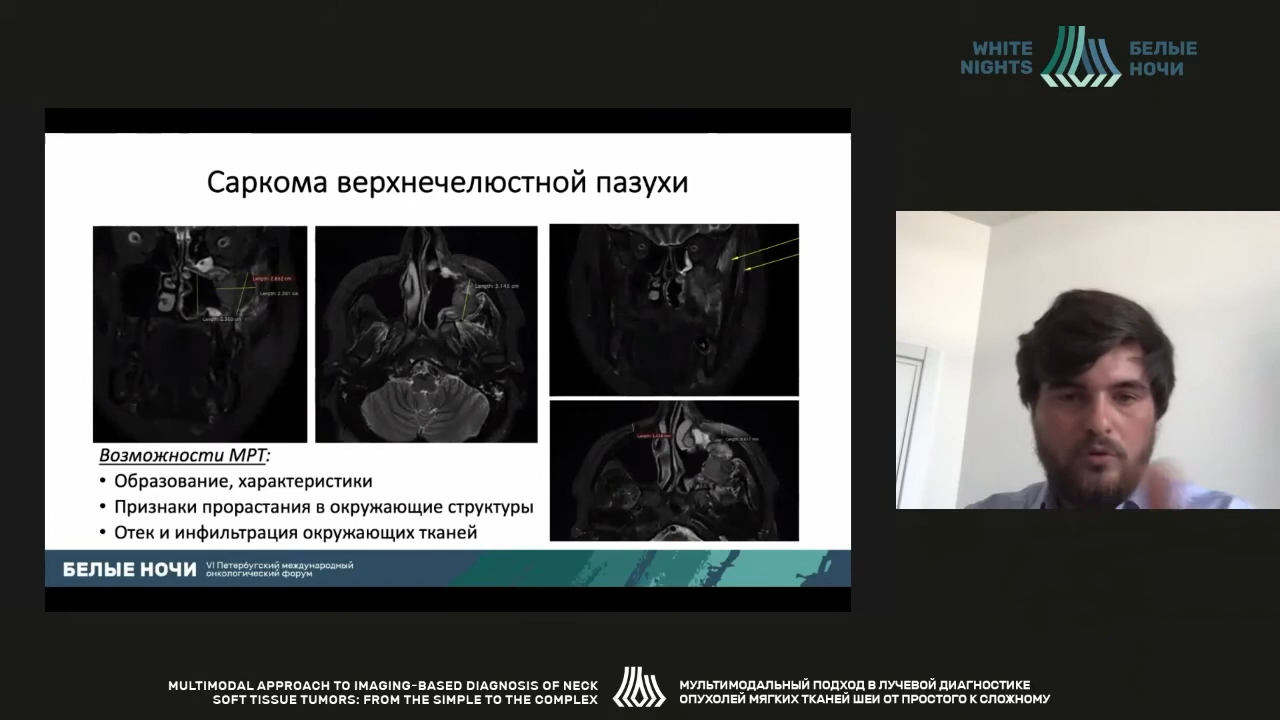 WHITE
NIGHTS
БЕЛЫЕ
НОЧИ
Саркома верхнечелюстной пазухи
Возможности МРТ:
• Образование, характеристики
• Признаки прорастания в окружающие структуры
• Отек и инфильтрация окружающих тканей
БЕЛЫЕ НОЧИ
VI Петербургский международный
онкологический форум
MULTIMODAL APPROACH TO IMAGING-BASED DIAGNOSIS OF NECK
SOFT TISSUE TUMORS: FROM THE SIMPLE TO THE COMPLEX
МУЛЬТИМОДАЛЬНЫЙ ПОДХОД В ЛУЧЕВОЙ ДИАГНОСТИКЕ
ОПУХОЛЕЙ МЯГКИХ ТКАНЕЙ ШЕИ ОТ ПРОСТОГО К СЛОЖНОМУ